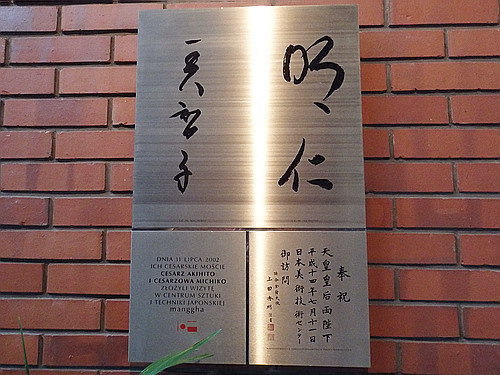 明仁
美智子
DNIA 11 LIPCA 2002
ICH CESARSKIE MOŚCIE
CESARZ AKIHITO
I CESARZOWA MICHIKO
ZŁOŻYLI WIZYTĘ
W CENTRUM SZTUKI
I TECHNIKI JAPOŃSKIEJ
manggha
奉祝
天皇皇后両陛下
平成十四年七月十一日
日本美術技術センター
御訪問